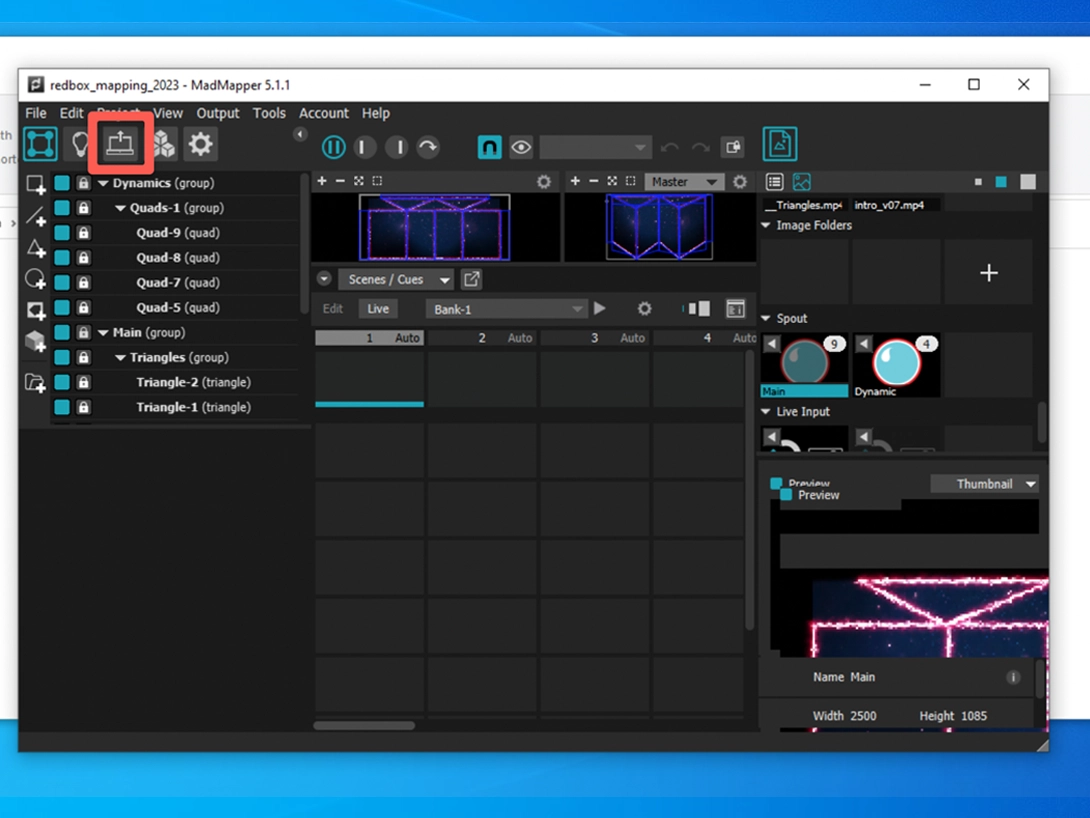 redbox_mapping_2023 - MadMapper 5.1.1
File Edit Project View Output Tools Account Help
Dynamics (group)
Quads-1 (group)
Quad-9 (quad)
Quad-8 (quad)
Quad-7 (quad)
Quad-5 (quad)
Main (group)
Triangles (group)
Triangle-2 (triangle)
Triangle-1 (triangle)
Master
Scenes / Cues
Edit Live Bank-1
1 Auto 2 Auto 3 Auto 4 Auto
__Triangles.mp4 intro_v07.mp4
Image Folders
Spout
9 4
Main Dynamic
Live Input
Preview Thumbnail
Preview
Name Main
Width 2500 Height 1085